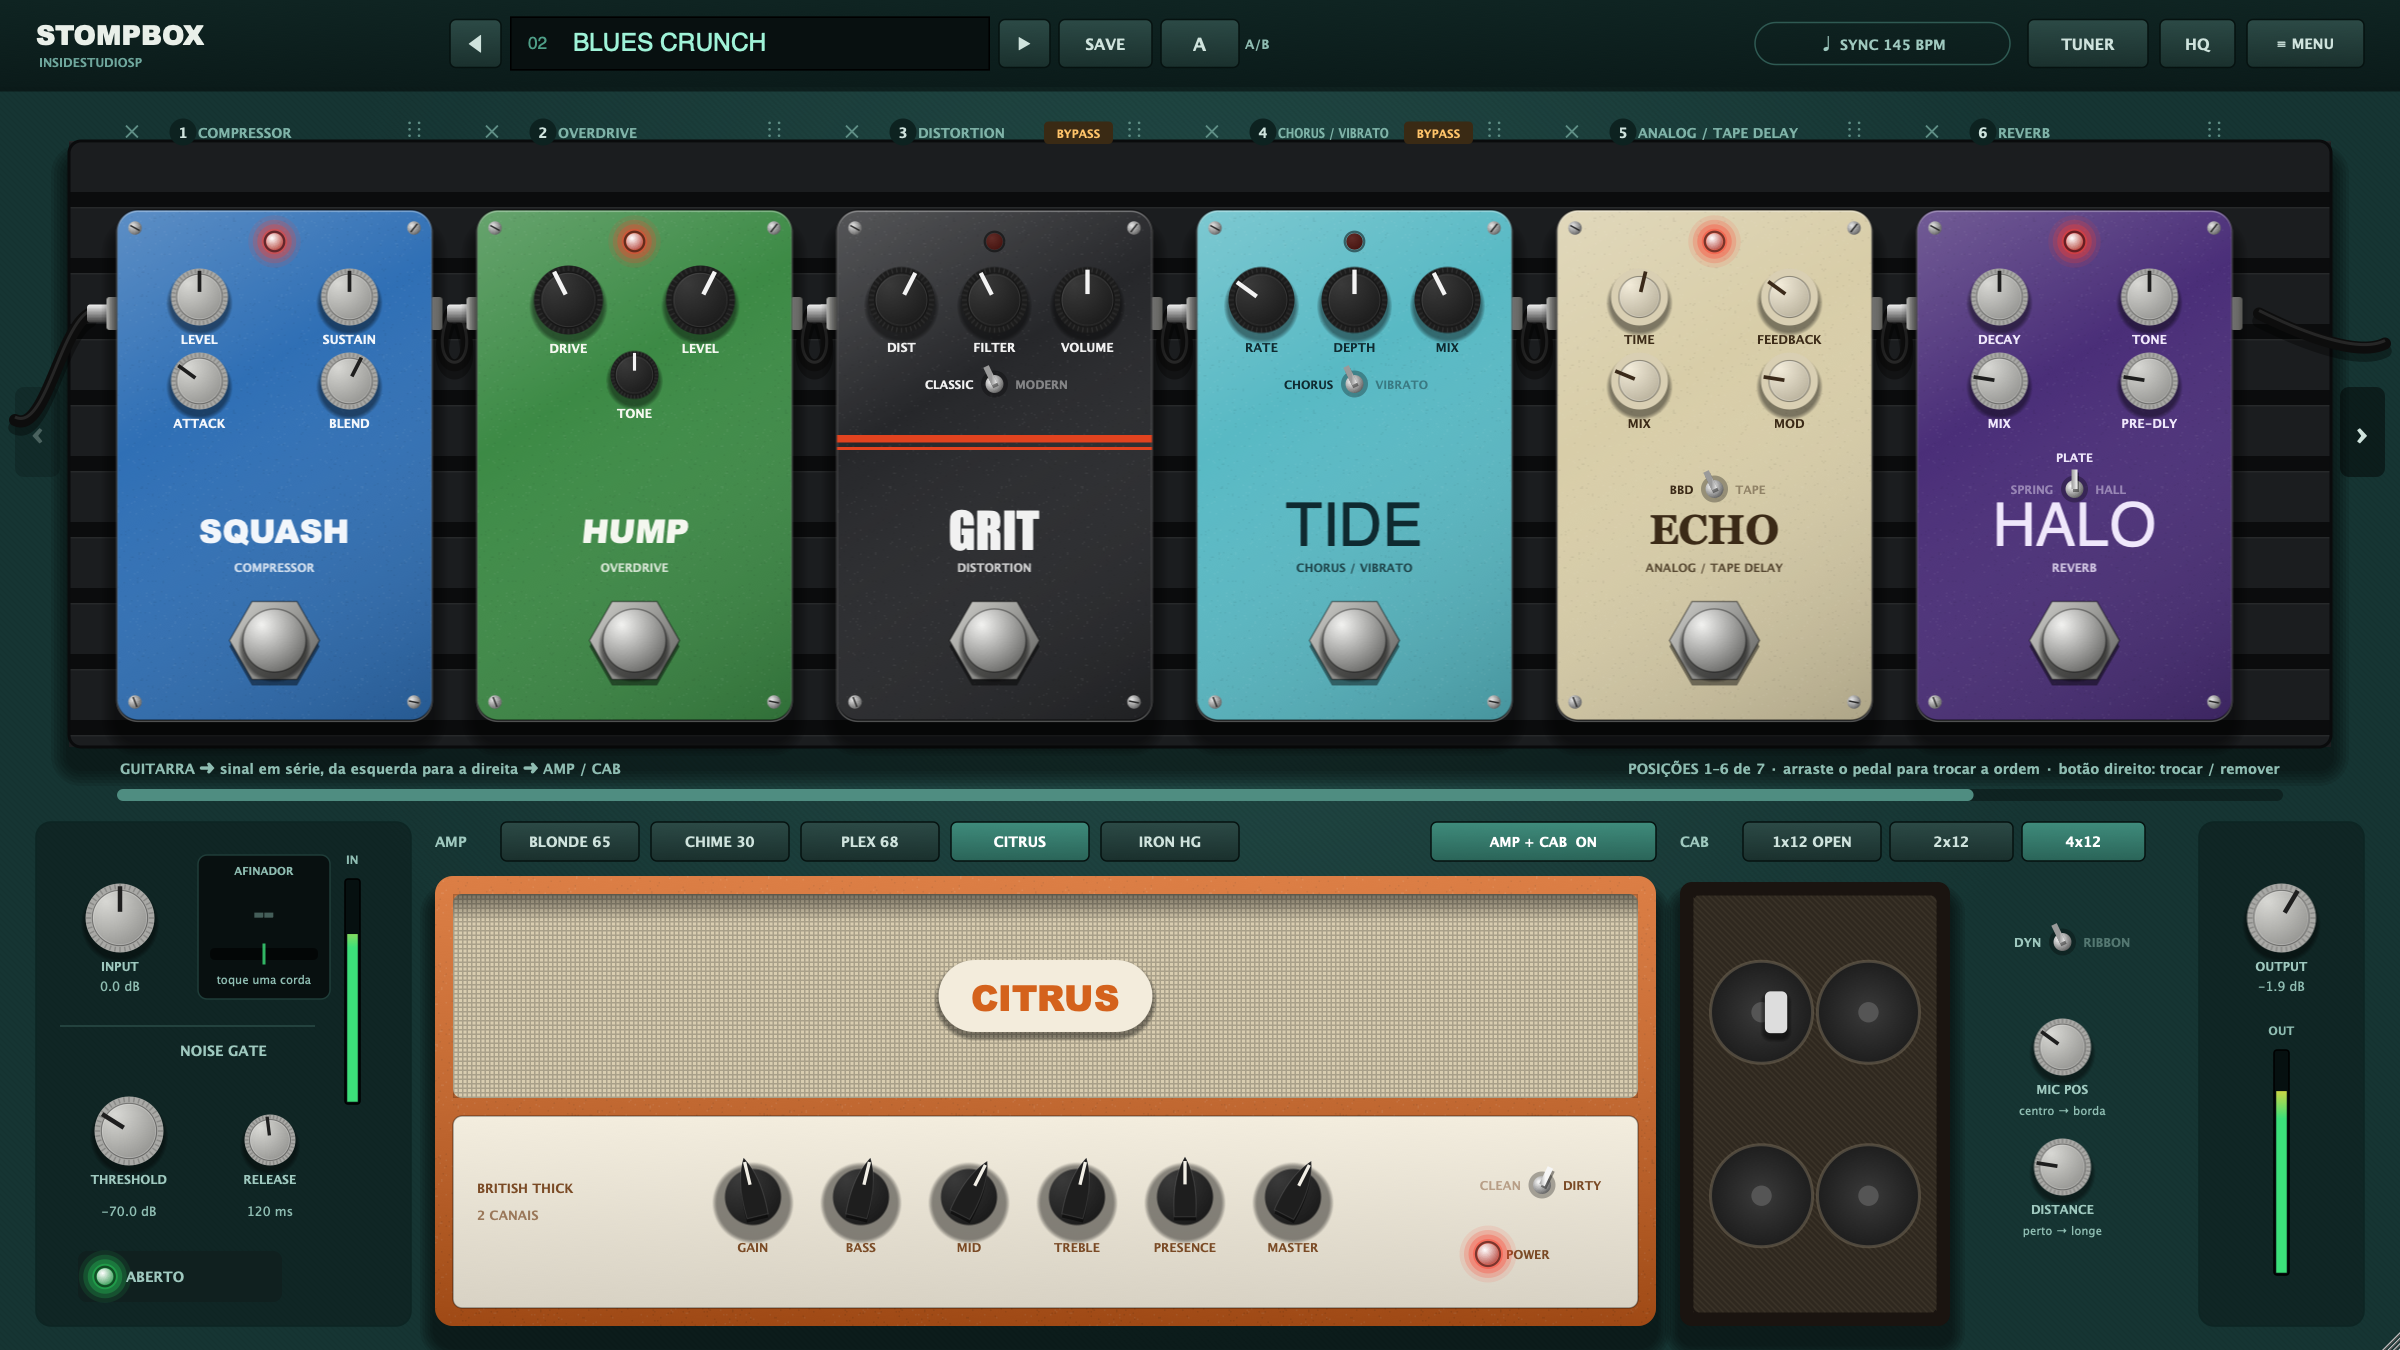 STOMPBOX
INSIDESTUDIOSP
02 BLUES CRUNCH
SAVE
A
A/B
♩ SYNC 145 BPM
TUNER
HQ
≡ MENU
1 COMPRESSOR
2 OVERDRIVE
3 DISTORTION BYPASS
4 CHORUS / VIBRATO BYPASS
5 ANALOG / TAPE DELAY
6 REVERB
LEVEL SUSTAIN
ATTACK BLEND
SQUASH
COMPRESSOR
DRIVE LEVEL
TONE
HUMP
OVERDRIVE
DIST FILTER VOLUME
CLASSIC MODERN
GRIT
DISTORTION
RATE DEPTH MIX
CHORUS VIBRATO
TIDE
CHORUS / VIBRATO
TIME FEEDBACK
MIX MOD
BBD TAPE
ECHO
ANALOG / TAPE DELAY
DECAY TONE
MIX PRE-DLY
PLATE
SPRING HALL
HALO
REVERB
GUITARRA ➜ sinal em série, da esquerda para a direita ➜ AMP / CAB
POSIÇÕES 1–6 de 7 · arraste o pedal para trocar a ordem · botão direito: trocar / remover
INPUT
0.0 dB
AFINADOR
--
toque uma corda
IN
NOISE GATE
THRESHOLD
-70.0 dB
RELEASE
120 ms
ABERTO
AMP
BLONDE 65
CHIME 30
PLEX 68
CITRUS
IRON HG
AMP + CAB ON
CITRUS
BRITISH THICK
2 CANAIS
GAIN BASS MID TREBLE PRESENCE MASTER
CLEAN DIRTY
POWER
CAB
1x12 OPEN
2x12
4x12
DYN RIBBON
MIC POS
centro → borda
DISTANCE
perto → longe
OUTPUT
-1.9 dB
OUT